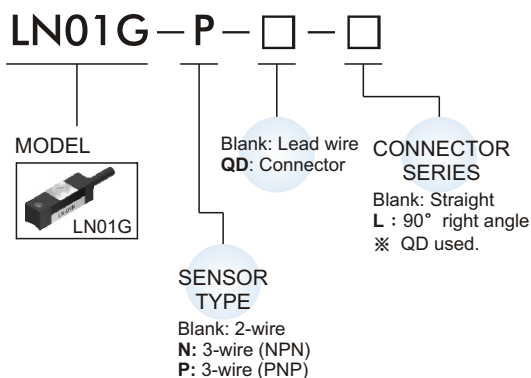 LN01G－P－□－□
MODEL
LN01G
Blank: Lead wire
QD: Connector
CONNECTOR
SERIES
Blank: Straight
L : 90° right angle
※ QD used.
SENSOR
TYPE
Blank: 2-wire
N: 3-wire (NPN)
P: 3-wire (PNP)